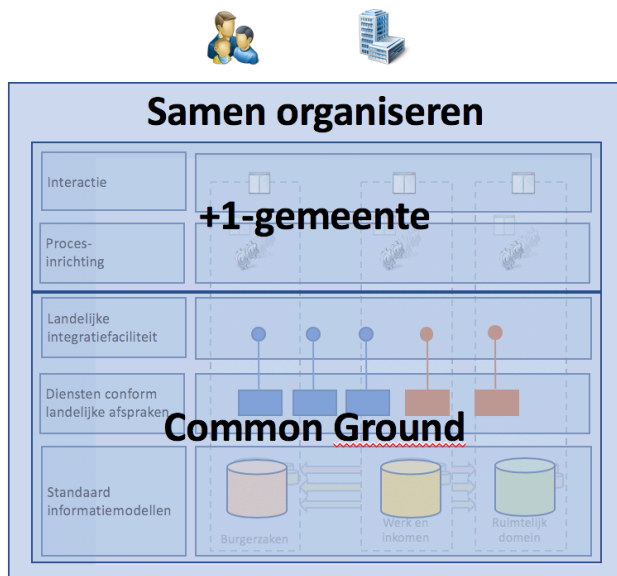 Samen organiseren
Interactie
+1-gemeente
Proces-
inrichting
Landelijke
integratiefaciliteit
Diensten conform
landelijke afspraken
Common Ground
Standaard
informatiemodellen
Burgerzaken
Werk en
inkomen
Ruimtelijk
domein